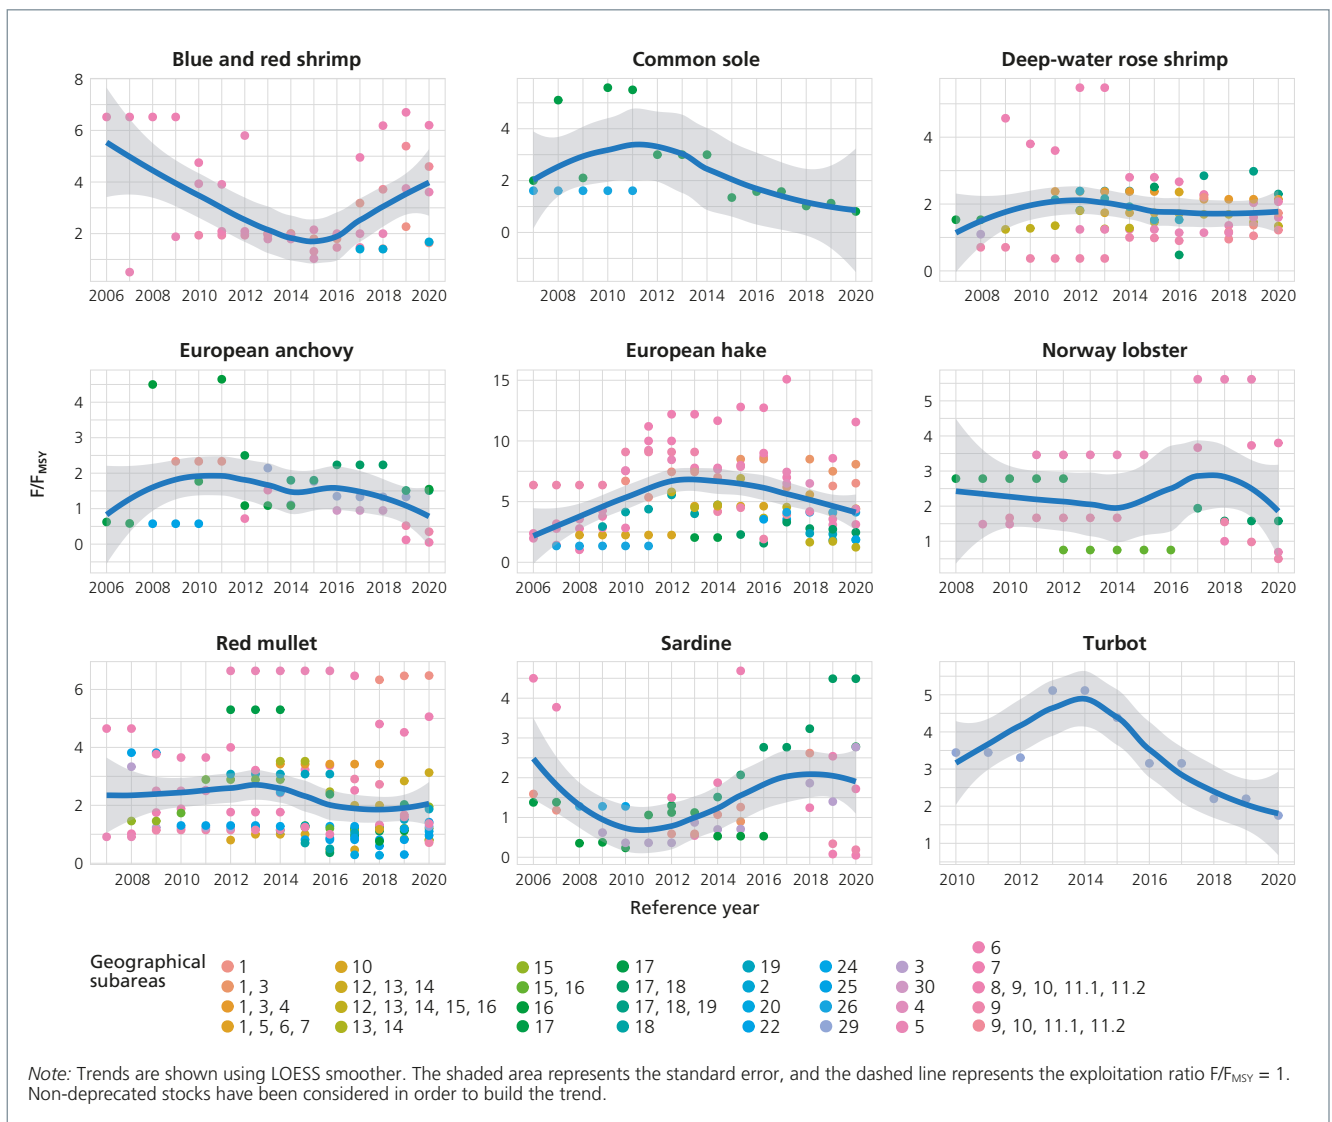 Blue and red shrimp
Common sole
Deep-water rose shrimp
8
6
4
2
2006 2008 2010 2012 2014 2016 2018 2020
4
2
0
2008 2010 2012 2014 2016 2018 2020
4
2
0
2008 2010 2012 2014 2016 2018 2020
European anchovy
European hake
Norway lobster
F/FMSY
4
3
2
1
0
2006 2008 2010 2012 2014 2016 2018 2020
15
10
5
0
2006 2008 2010 2012 2014 2016 2018 2020
5
4
3
2
1
2008 2010 2012 2014 2016 2018 2020
Red mullet
Sardine
Turbot
6
4
2
0
2008 2010 2012 2014 2016 2018 2020
4
3
2
1
0
2006 2008 2010 2012 2014 2016 2018 2020
5
4
3
2
1
2010 2012 2014 2016 2018 2020
Reference year
Geographical
subareas
1
1, 3
1, 3, 4
1, 5, 6, 7
10
12, 13, 14
12, 13, 14, 15, 16
13, 14
15
15, 16
16
17
17
17, 18
17, 18, 19
18
19
2
20
22
24
25
26
29
3
30
4
5
6
7
8, 9, 10, 11.1, 11.2
9
9, 10, 11.1, 11.2
Note: Trends are shown using LOESS smoother. The shaded area represents the standard error, and the dashed line represents the exploitation ratio F/FMSY = 1.
Non-deprecated stocks have been considered in order to build the trend.